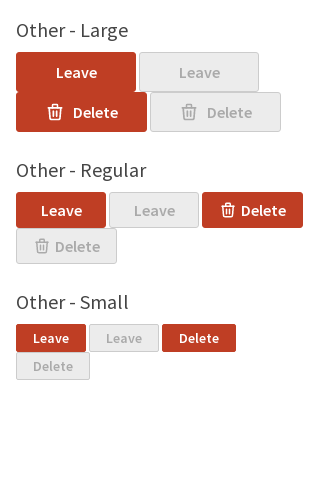 Other - Large
Leave Leave
Delete Delete
Other - Regular
Leave Leave Delete
Delete
Other - Small
Leave Leave Delete
Delete